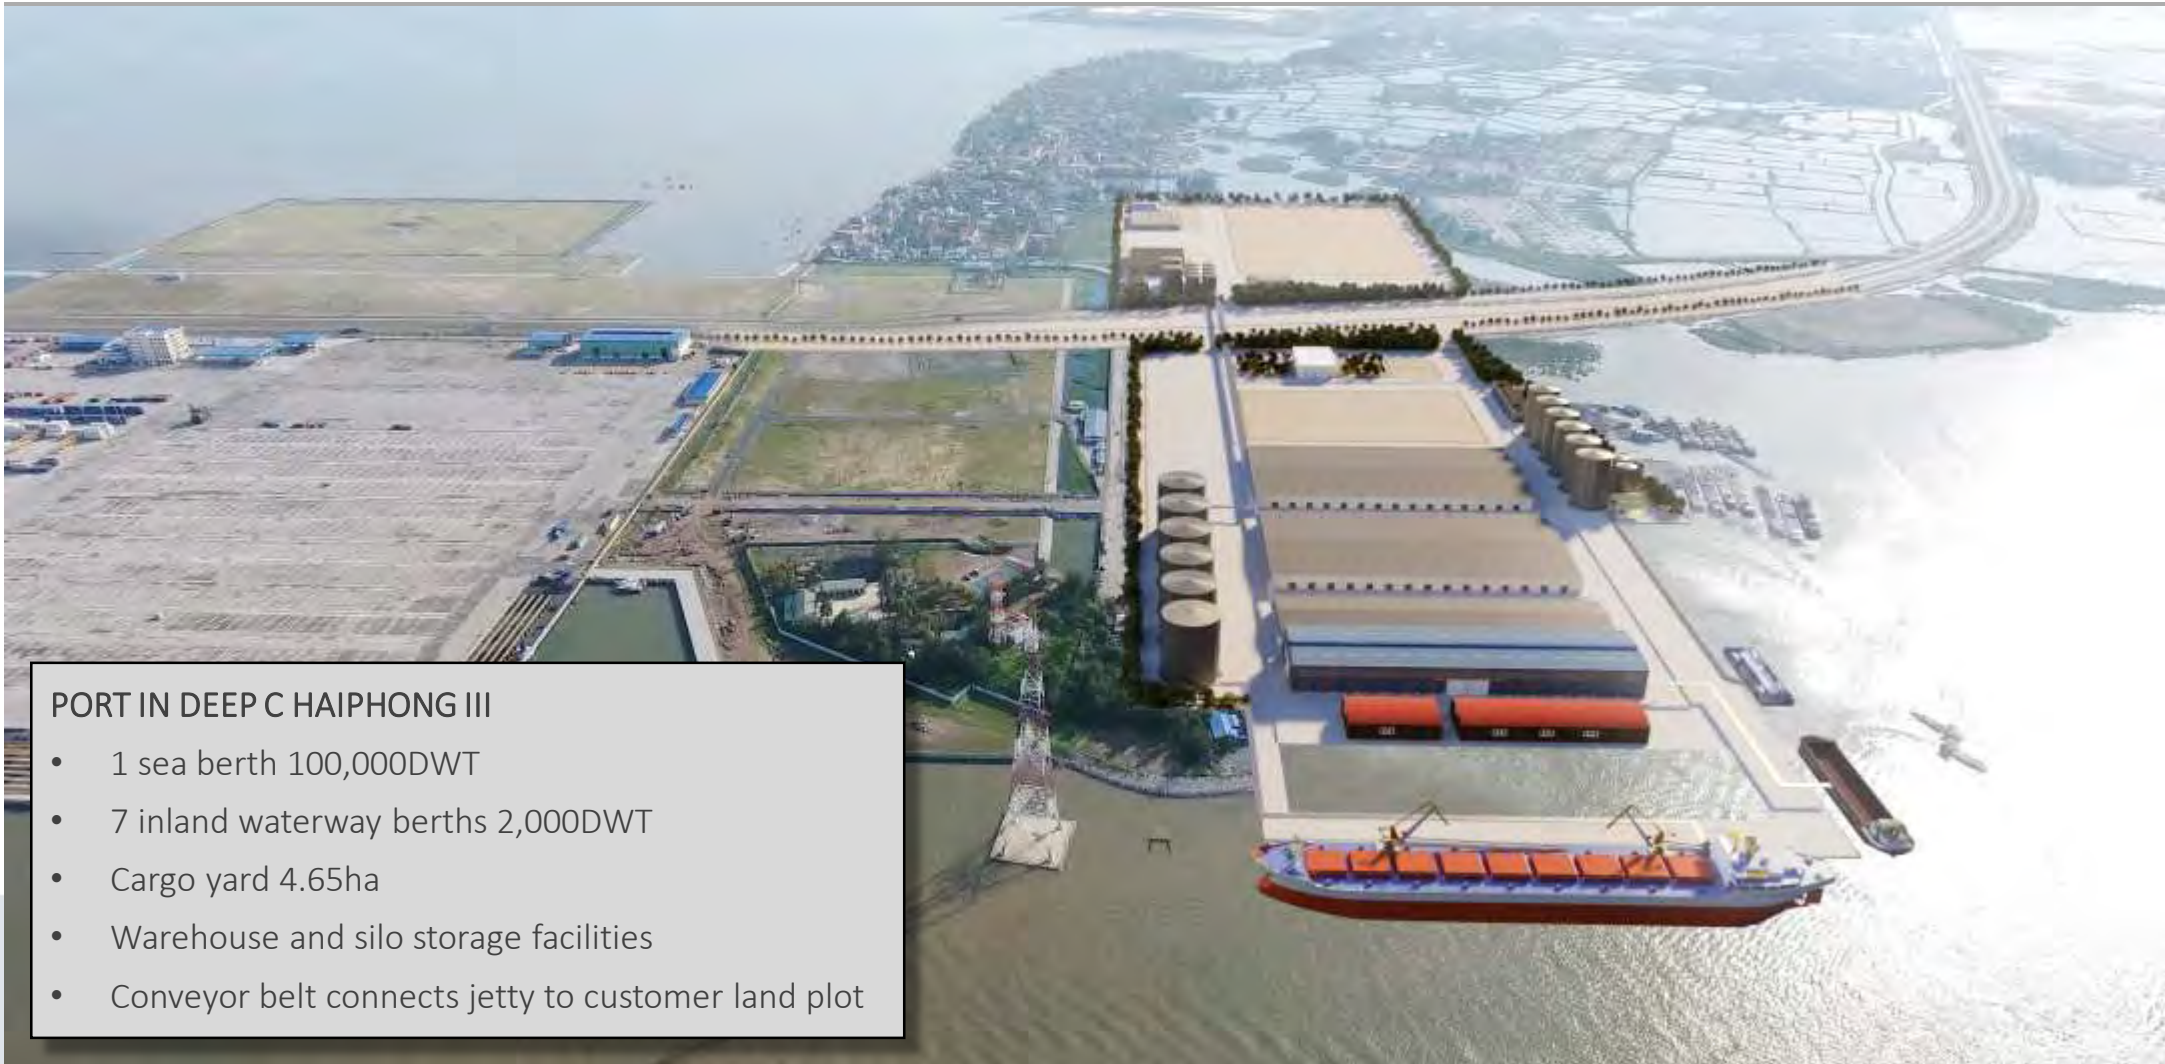 PORT IN DEEP C HAIPHONG III
• 1 sea berth 100,000DWT
• 7 inland waterway berths 2,000DWT
• Cargo yard 4.65ha
• Warehouse and silo storage facilities
• Conveyor belt connects jetty to customer land plot